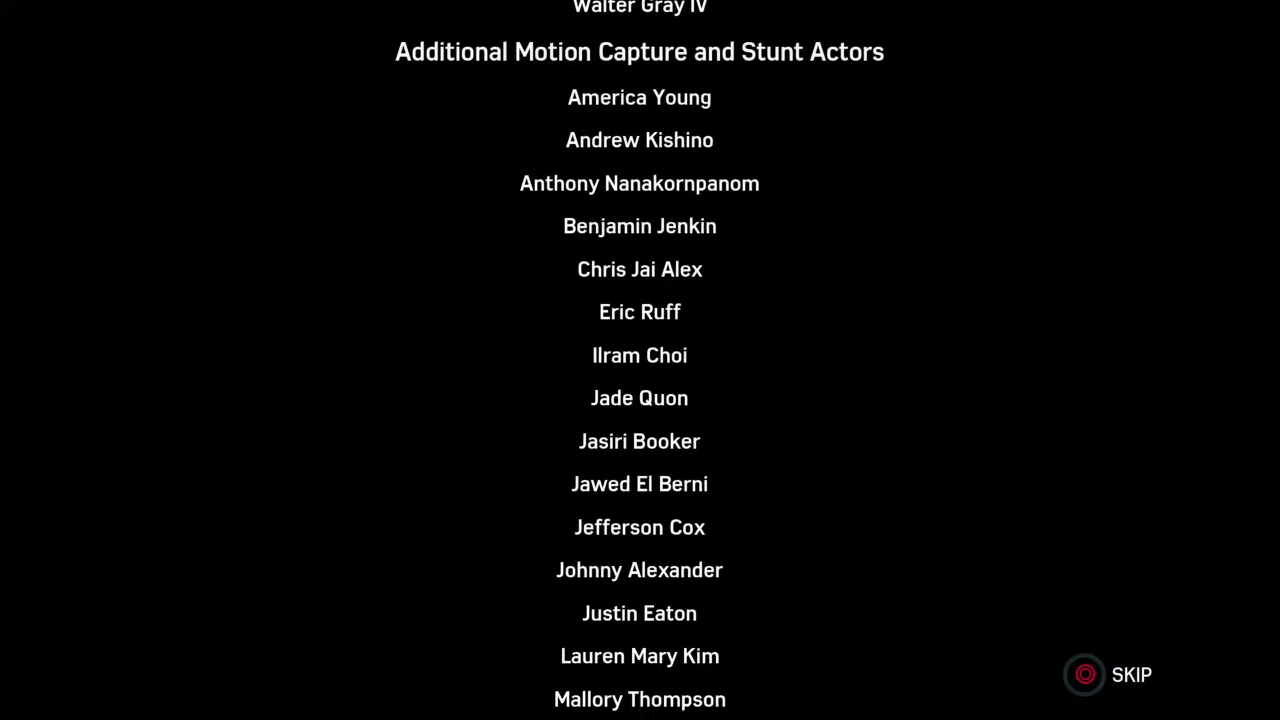 Walter Gray IV
Additional Motion Capture and Stunt Actors
America Young
Andrew Kishino
Anthony Nanakornpanom
Benjamin Jenkin
Chris Jai Alex
Eric Ruff
Ilram Choi
Jade Quon
Jasiri Booker
Jawed El Berni
Jefferson Cox
Johnny Alexander
Justin Eaton
Lauren Mary Kim
Mallory Thompson
SKIP